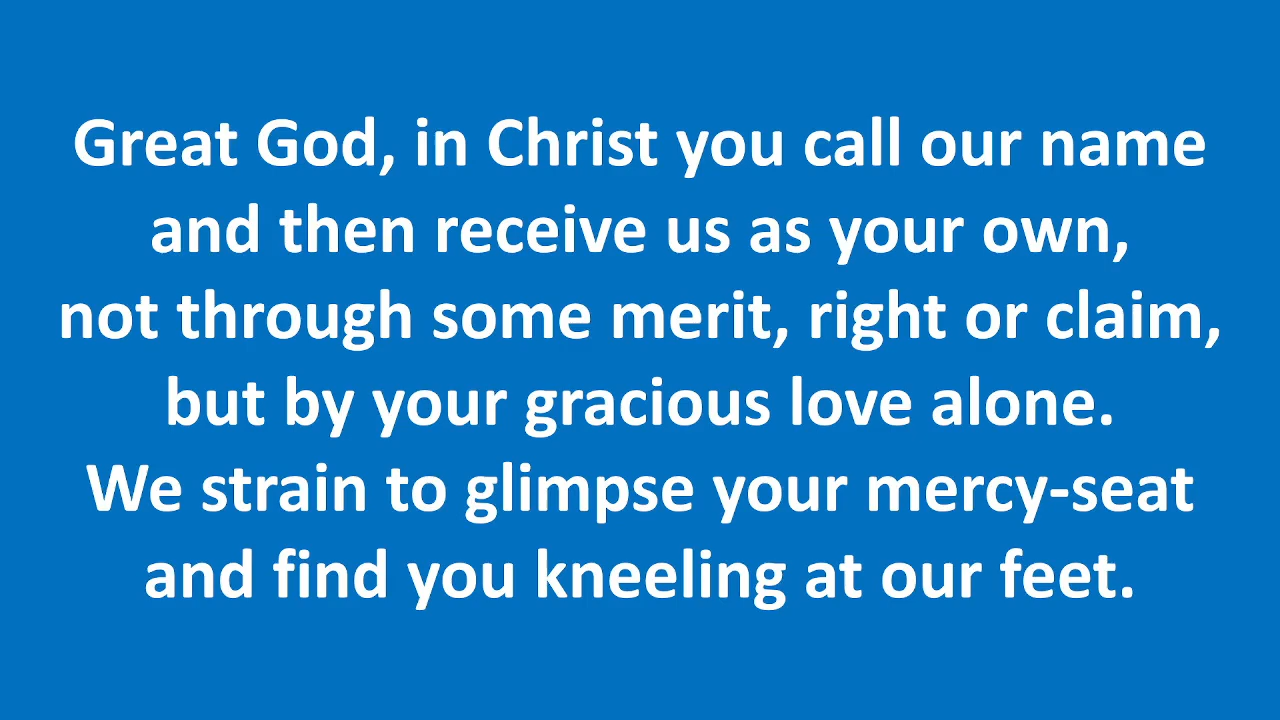 Great God, in Christ you call our name
and then receive us as your own,
not through some merit, right or claim,
but by your gracious love alone.
We strain to glimpse your mercy-seat
and find you kneeling at our feet.